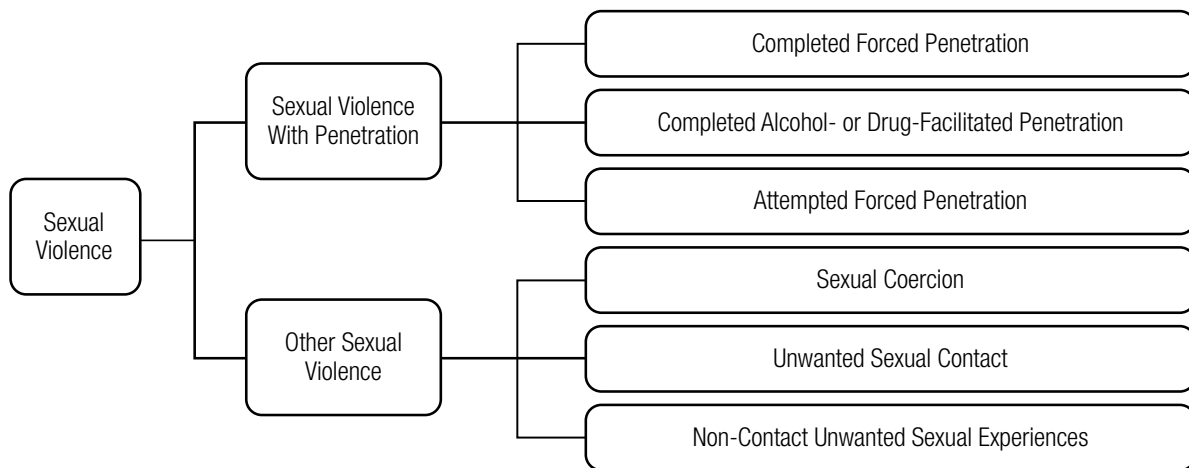 Sexual
Violence
Sexual Violence
With Penetration
Completed Forced Penetration
Completed Alcohol- or Drug-Facilitated Penetration
Attempted Forced Penetration
Other Sexual
Violence
Sexual Coercion
Unwanted Sexual Contact
Non-Contact Unwanted Sexual Experiences